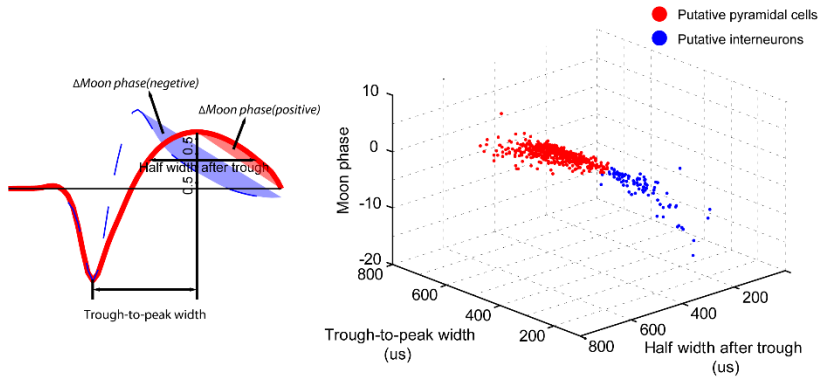 ΔMoon phase(negetive)
ΔMoon phase(positive)
0.5
0.5
Half width after trough
Trough-to-peak width
Putative pyramidal cells
Putative interneurons
10
0
-10
-20
Moon phase
800
600
400
200
Trough-to-peak width
(us)
800
600
400
200
Half width after trough
(us)